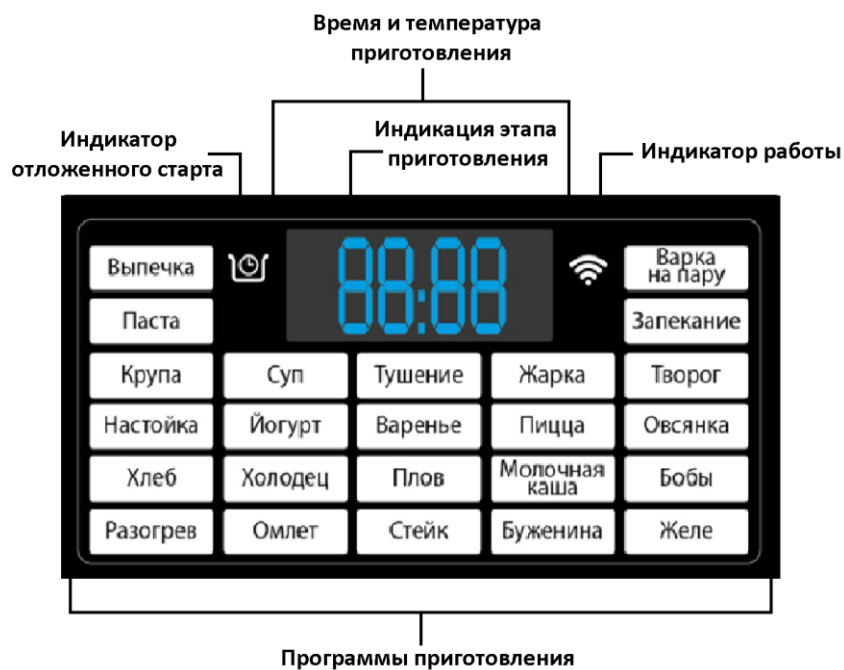 Время и температура
приготовления
Индикатор
отложенного старта
Индикация этапа
приготовления
Индикатор работы
Выпечка
88:88
Варка
на пару
Паста
Запекание
Крупа
Суп
Тушение
Жарка
Творог
Настойка
Йогурт
Варенье
Пицца
Овсянка
Хлеб
Холодец
Плов
Молочная
каша
Бобы
Разогрев
Омлет
Стейк
Буженина
Желе
Программы приготовления